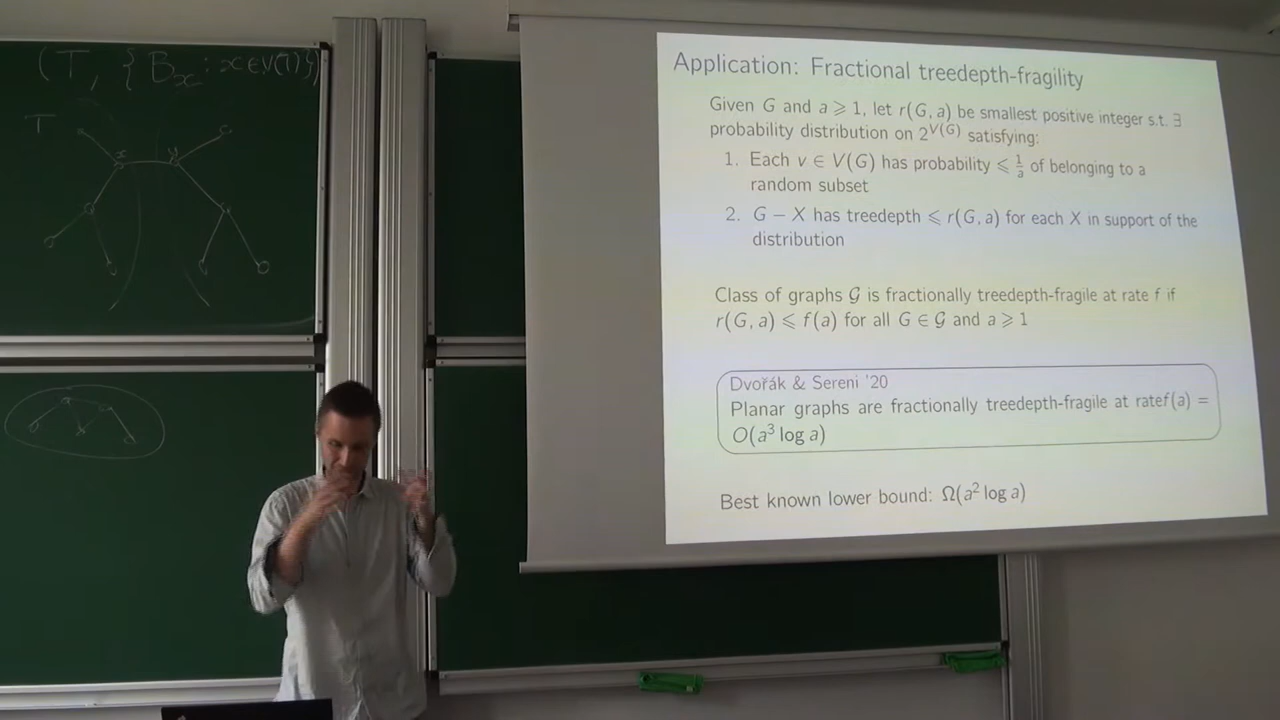 (T, { B_x : x ∈ V(T) })
T
x y
Application: Fractional treedepth-fragility
Given G and a ⩾ 1, let r(G, a) be smallest positive integer s.t. ∃
probability distribution on 2^{V(G)} satisfying:
1. Each v ∈ V(G) has probability ⩽ 1/a of belonging to a
random subset
2. G − X has treedepth ⩽ r(G, a) for each X in support of the
distribution
Class of graphs 𝒢 is fractionally treedepth-fragile at rate f if
r(G, a) ⩽ f(a) for all G ∈ 𝒢 and a ⩾ 1
Dvořák & Sereni '20
Planar graphs are fractionally treedepth-fragile at ratef(a) =
O(a³ log a)
Best known lower bound: Ω(a² log a)